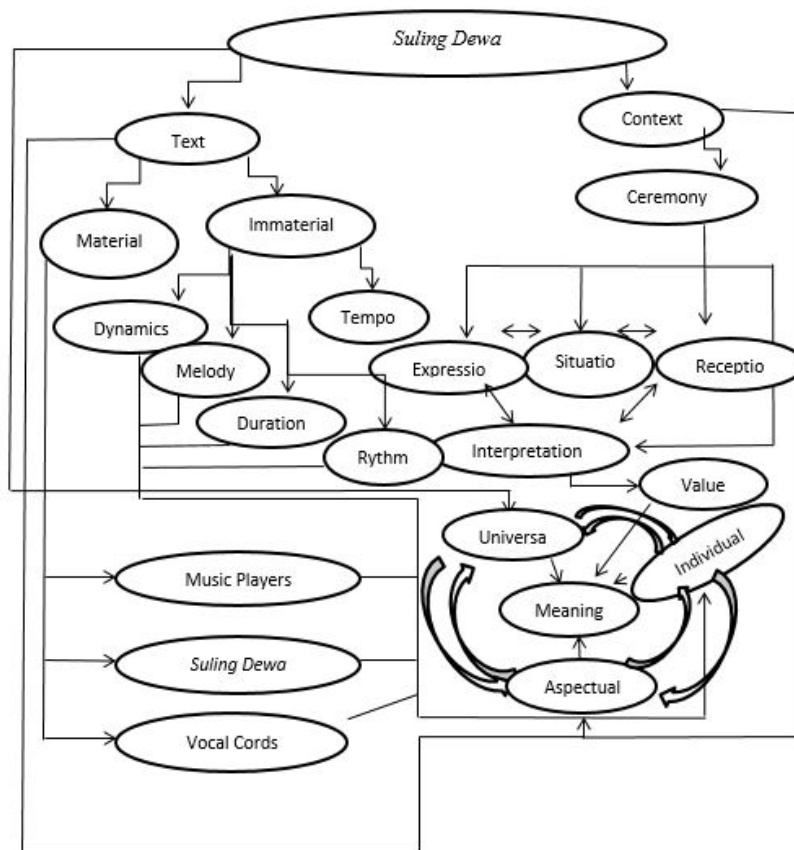 Suling Dewa
Context
Text
Ceremony
Material
Immaterial
Tempo
Dynamics
Melody
Expressio
Situatio
Receptio
Duration
Rythm
Interpretation
Value
Universa
Individual
Music Players
Meaning
Suling Dewa
Aspectual
Vocal Cords